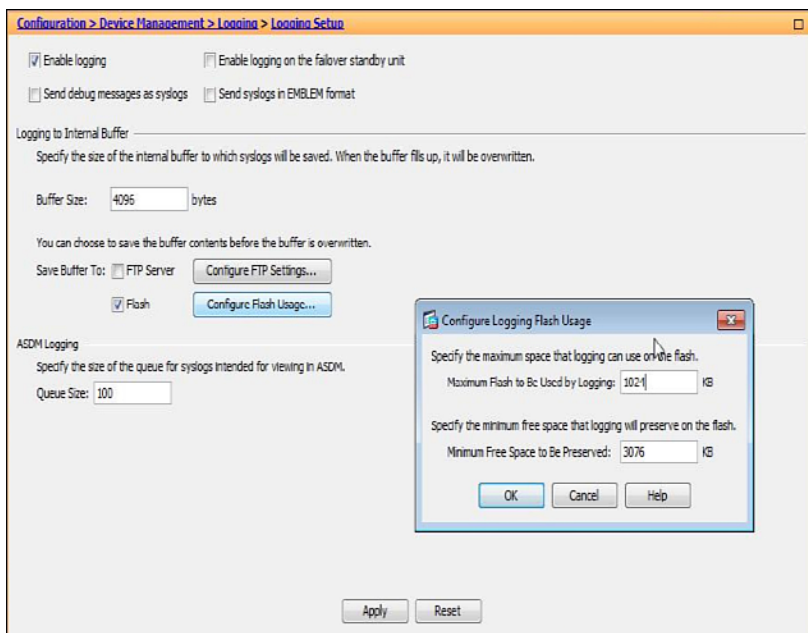 Configuration > Device Management > Logging > Logging Setup
Enable logging
Enable logging on the failover standby unit
Send debug messages as syslogs
Send syslogs in EMBLEM format
Logging to Internal Buffer
Specify the size of the internal buffer to which syslogs will be saved. When the buffer fills up, it will be overwritten.
Buffer Size: 4096 bytes
You can choose to save the buffer contents before the buffer is overwritten.
Save Buffer To: FTP Server Configure FTP Settings...
Flash Configure Flash Usage...
ASDM Logging
Specify the size of the queue for syslogs intended for viewing in ASDM.
Queue Size: 100
Configure Logging Flash Usage
Specify the maximum space that logging can use on the flash.
Maximum Flash to Be Used by Logging: 1024 KB
Specify the minimum free space that logging will preserve on the flash.
Minimum Free Space to Be Preserved: 3076 KB
OK Cancel Help
Apply Reset